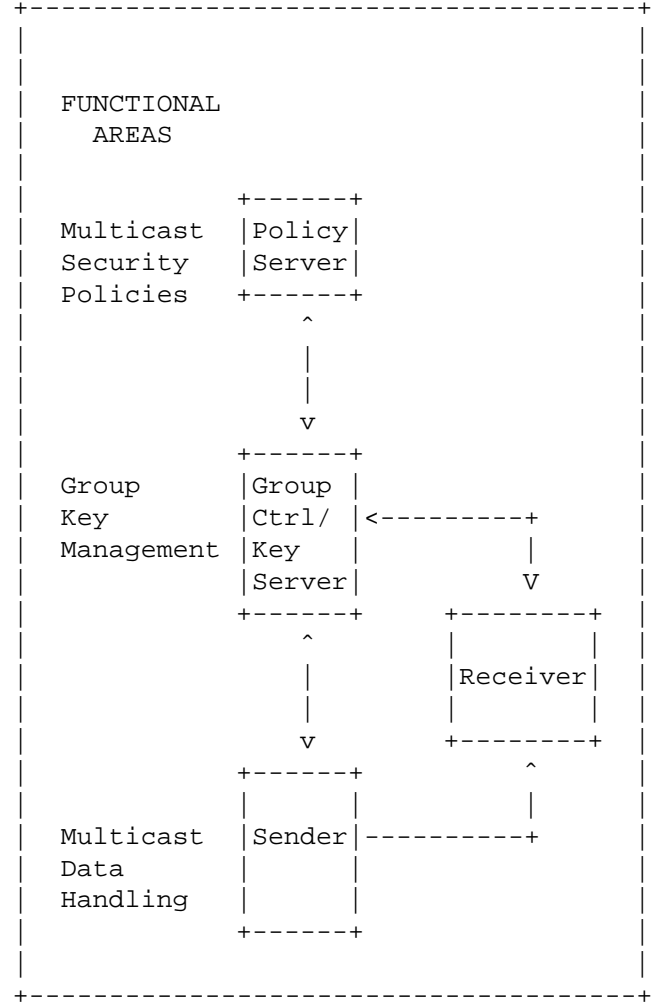 FUNCTIONAL
AREAS
Multicast
Security
Policies
Policy
Server
Group
Key
Management
Group
Ctrl/
Key
Server
Receiver
Multicast
Data
Handling
Sender